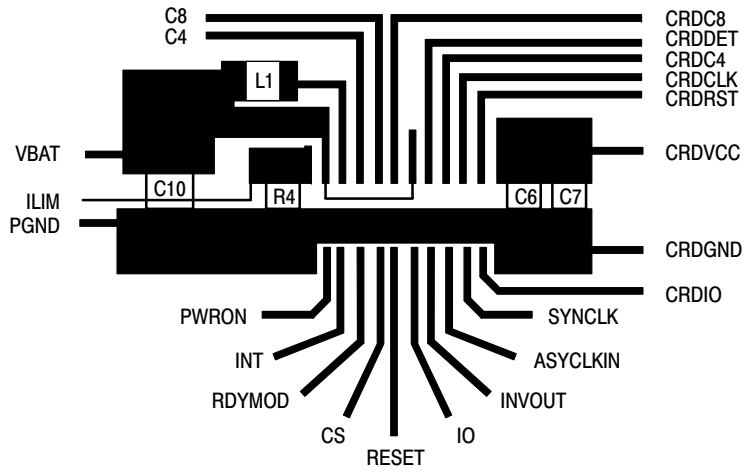 C8
C4
CRDC8
CRDDET
CRDC4
CRDCLK
CRDRST
L1
VBAT
CRDVCC
C10
R4
C6
C7
ILIM
PGND
CRDGND
CRDIO
PWRON
SYNCLK
INT
ASYCLKIN
RDYMOD
INVOUT
CS
IO
RESET